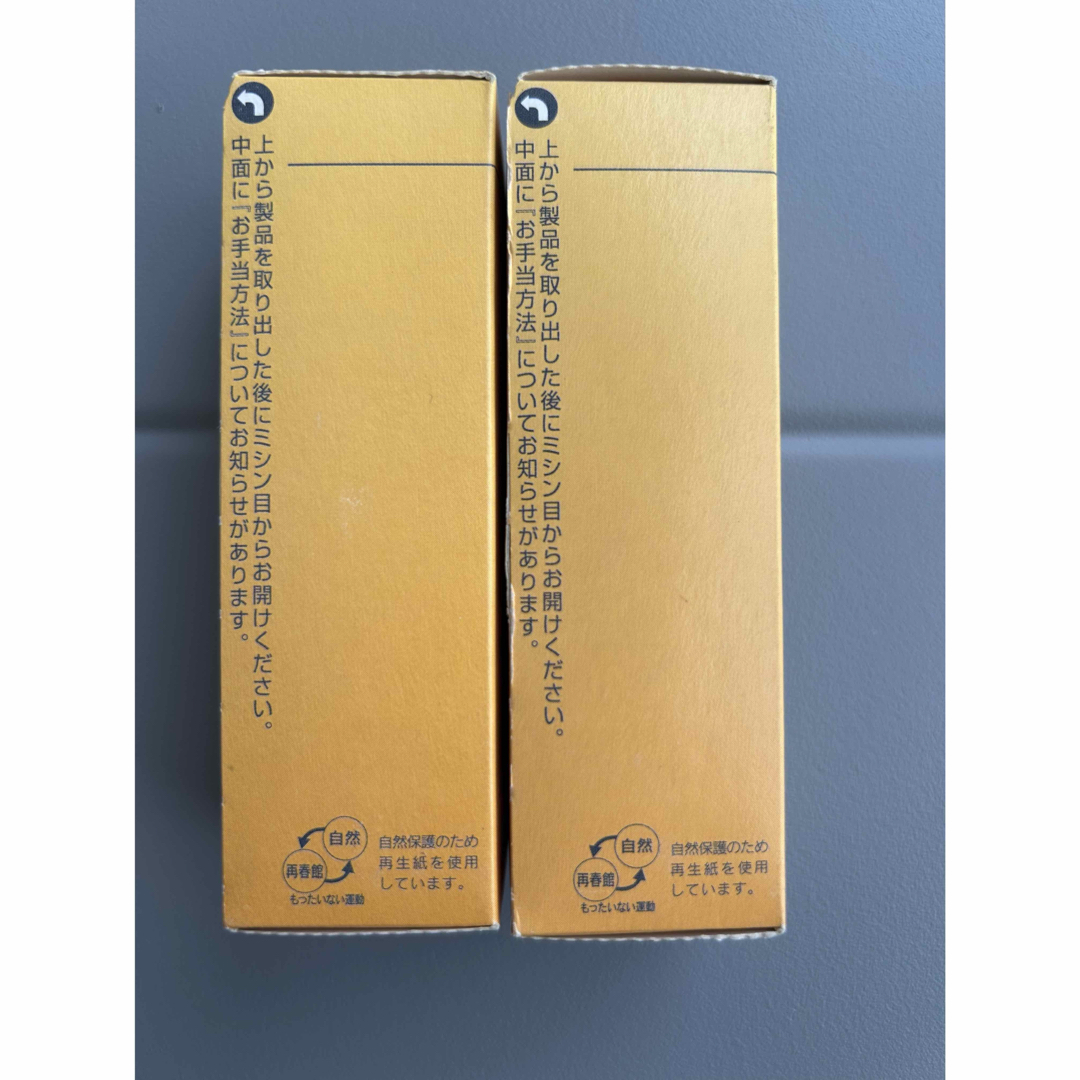 上から製品を取り出した後にミシン目からお開けください。
中面に『お手当方法』についてお知らせがあります。
自然
再春館
もったいない運動
自然保護のため
再生紙を使用
しています。
上から製品を取り出した後にミシン目からお開けください。
中面に『お手当方法』についてお知らせがあります。
自然
再春館
もったいない運動
自然保護のため
再生紙を使用
しています。